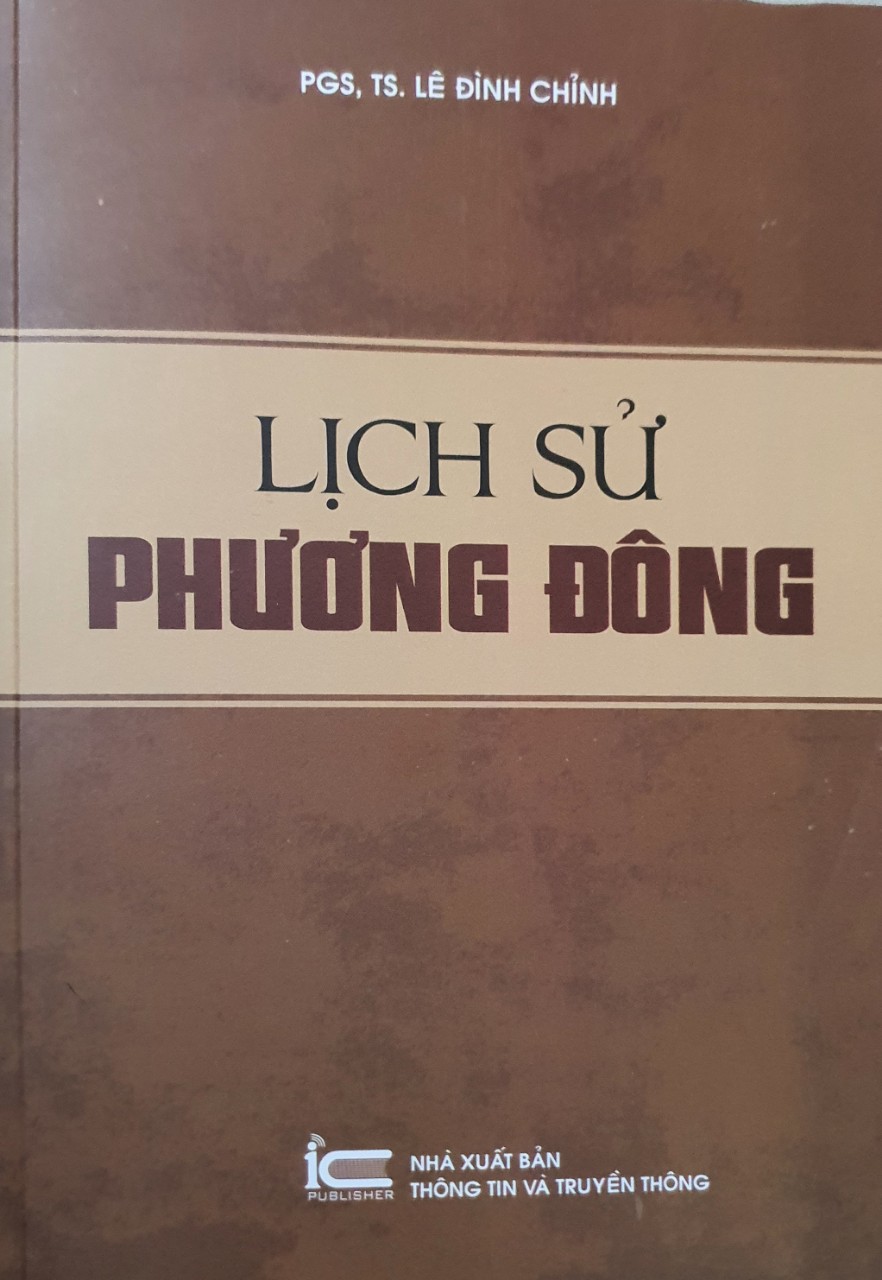 PGS, TS. LÊ ĐÌNH CHỈNH
LỊCH SỬ
PHƯƠNG ĐÔNG
ic
PUBLISHER
NHÀ XUẤT BẢN
THÔNG TIN VÀ TRUYỀN THÔNG